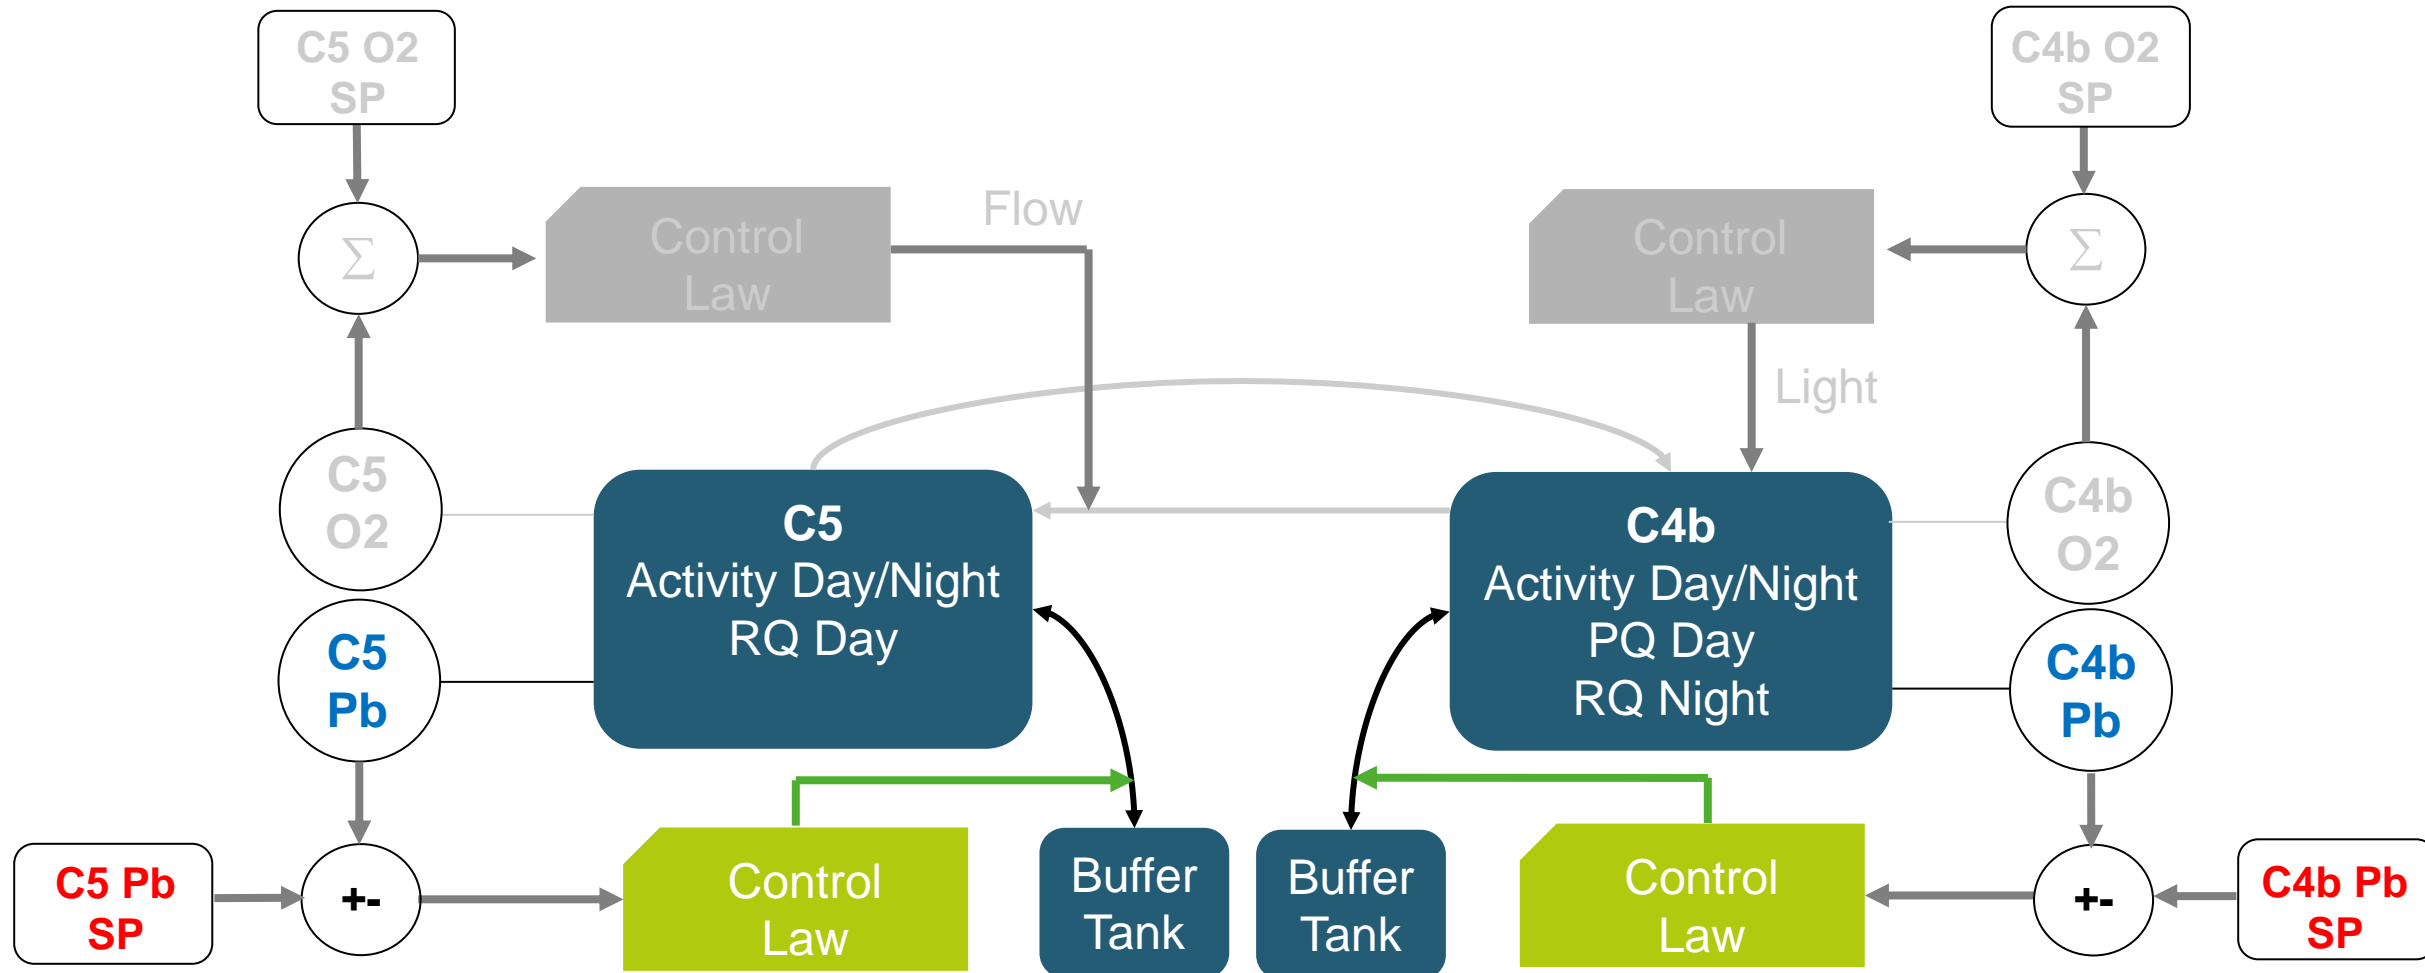 C5 O2
SP
C4b O2
SP
Σ
Control
Law
Flow
Control
Law
Σ
Light
C5
O2
C5
Activity Day/Night
RQ Day
C4b
Activity Day/Night
PQ Day
RQ Night
C4b
O2
C5
Pb
C4b
Pb
C5 Pb
SP
+-
Control
Law
Buffer
Tank
Buffer
Tank
Control
Law
+-
C4b Pb
SP